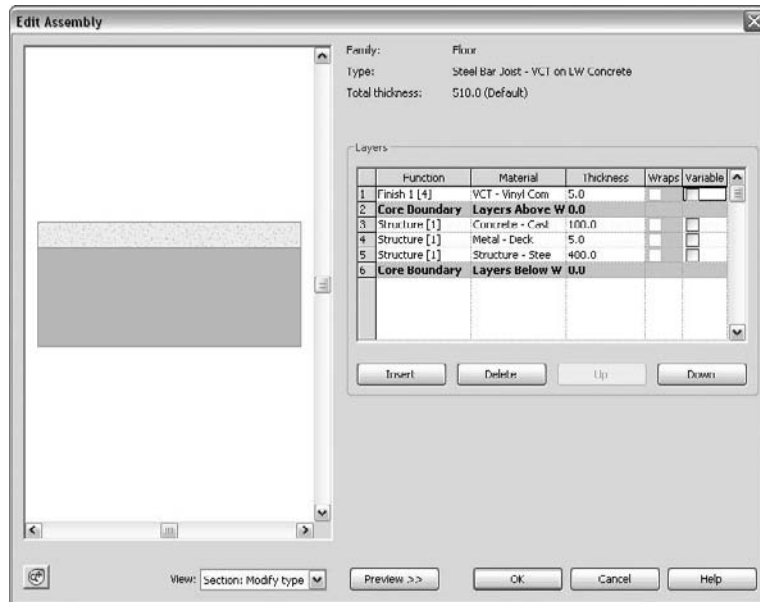 Edit Assembly
Family: Floor
Type: Steel Bar Joist - VCT on LW Concrete
Total thickness: 510.0 (Default)
Layers
Function Material Thickness Wraps Variable
1 Finish 1 [4] VCT - Vinyl Com 5.0
2 Core Boundary Layers Above W 0.0
3 Structure [1] Concrete - Cast 100.0
4 Structure [1] Metal - Deck 5.0
5 Structure [1] Structure - Stee 400.0
6 Core Boundary Layers Below W 0.0
Insert Delete Up Down
View: Section: Modify type Preview >> OK Cancel Help